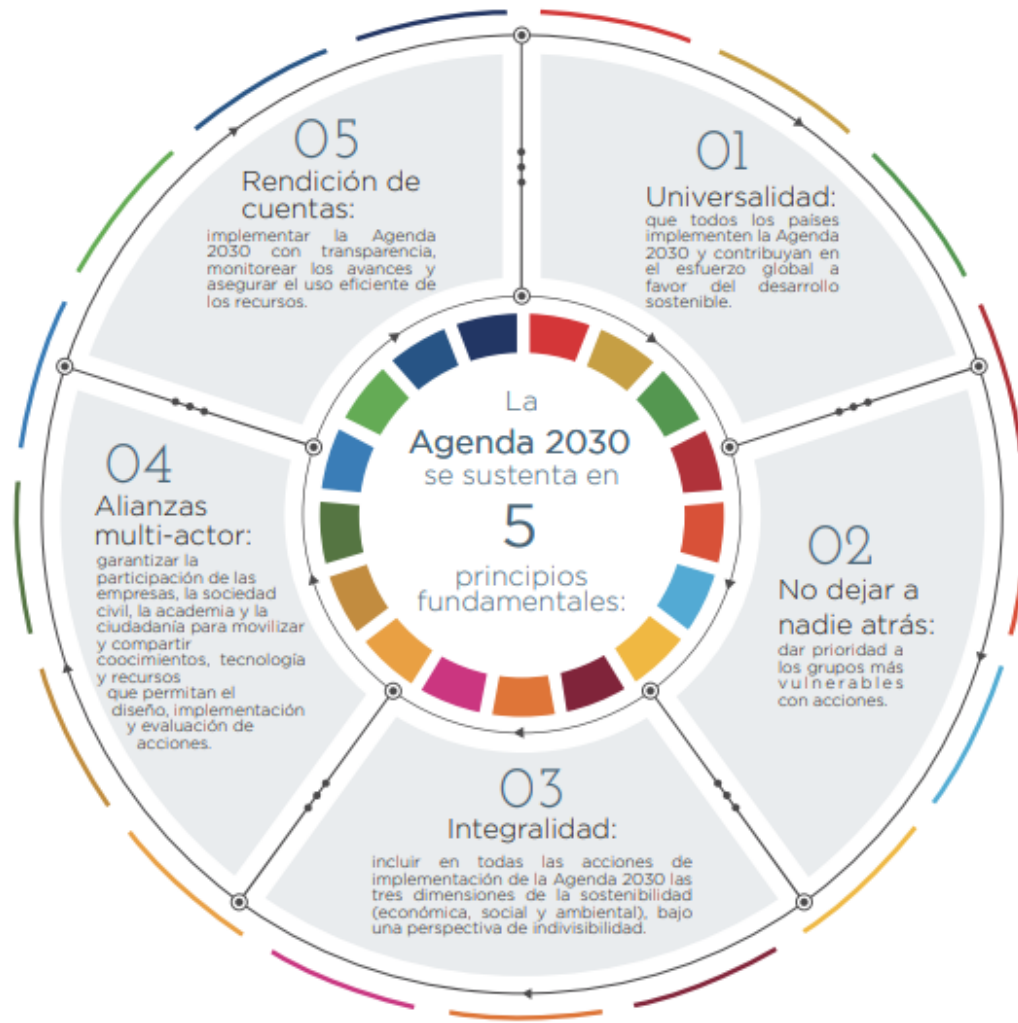 La
Agenda 2030
se sustenta en
5
principios
fundamentales:
01
Universalidad:
que todos los países
implementen la Agenda
2030 y contribuyan en
el esfuerzo global a
favor del desarrollo
sostenible.
02
No dejar a
nadie atrás:
dar prioridad a
los grupos más
vulnerables
con acciones.
03
Integralidad:
incluir en todas las acciones de
implementación de la Agenda 2030 las
tres dimensiones de la sostenibilidad
(económica, social y ambiental), bajo
una perspectiva de indivisibilidad.
04
Alianzas
multi-actor:
garantizar la
participación de las
empresas, la sociedad
civil, la academia y la
ciudadanía para movilizar
y compartir
coocimientos, tecnología
y recursos
que permitan el
diseño, implementación
y evaluación de
acciones.
05
Rendición de
cuentas:
implementar la Agenda
2030 con transparencia,
monitorear los avances y
asegurar el uso eficiente de
los recursos.